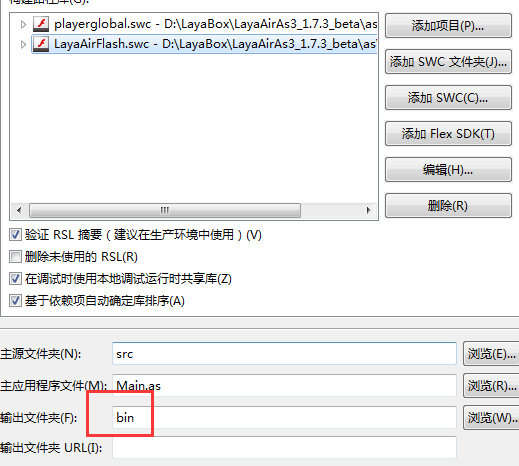 playerglobal.swc - D:\LayaBox\LayaAirAs3_1.7.3_beta\as
LayaAirFlash.swc - D:\LayaBox\LayaAirAs3_1.7.3_beta\as\
添加项目(P)...
添加 SWC 文件夹(J)...
添加 SWC(C)...
添加 Flex SDK(T)
编辑(H)...
删除(R)
验证 RSL 摘要（建议在生产环境中使用）(V)
删除未使用的 RSL(R)
在调试时使用本地调试运行时共享库(Z)
基于依赖项自动确定库排序(A)
主源文件夹(N): src 浏览(E)...
主应用程序文件(M): Main.as 浏览(R)...
输出文件夹(F): bin 浏览(W)...
输出文件夹 URL(I):